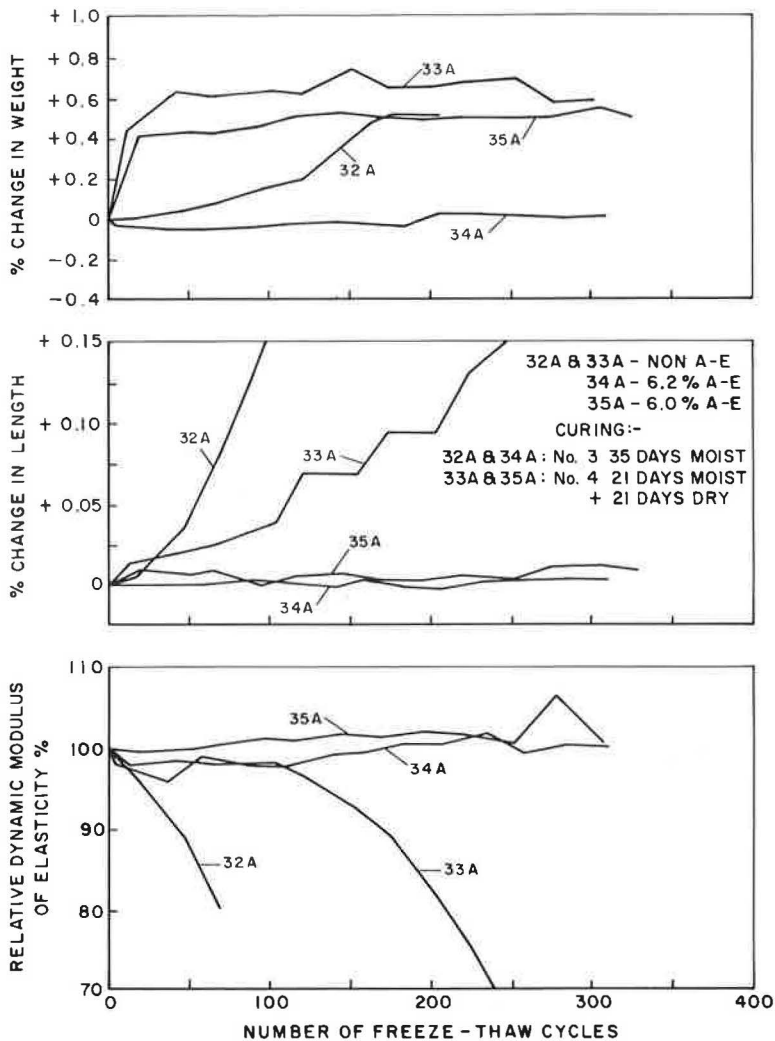 % CHANGE IN WEIGHT
+ 1.0
+ 0.8
+ 0.6
+ 0.4
+ 0.2
0
- 0.2
- 0.4
33A
35A
32A
34A
% CHANGE IN LENGTH
+ 0.15
+ 0.10
+ 0.05
0
32A
33A
35A
34A
32A & 33A - NON A-E
34A - 6.2% A-E
35A - 6.0% A-E
CURING:-
32A & 34A: No. 3 35 DAYS MOIST
33A & 35A: No. 4 21 DAYS MOIST
+ 21 DAYS DRY
RELATIVE DYNAMIC MODULUS
OF ELASTICITY %
110
100
90
80
70
35A
34A
32A
33A
0 100 200 300 400
NUMBER OF FREEZE - THAW CYCLES